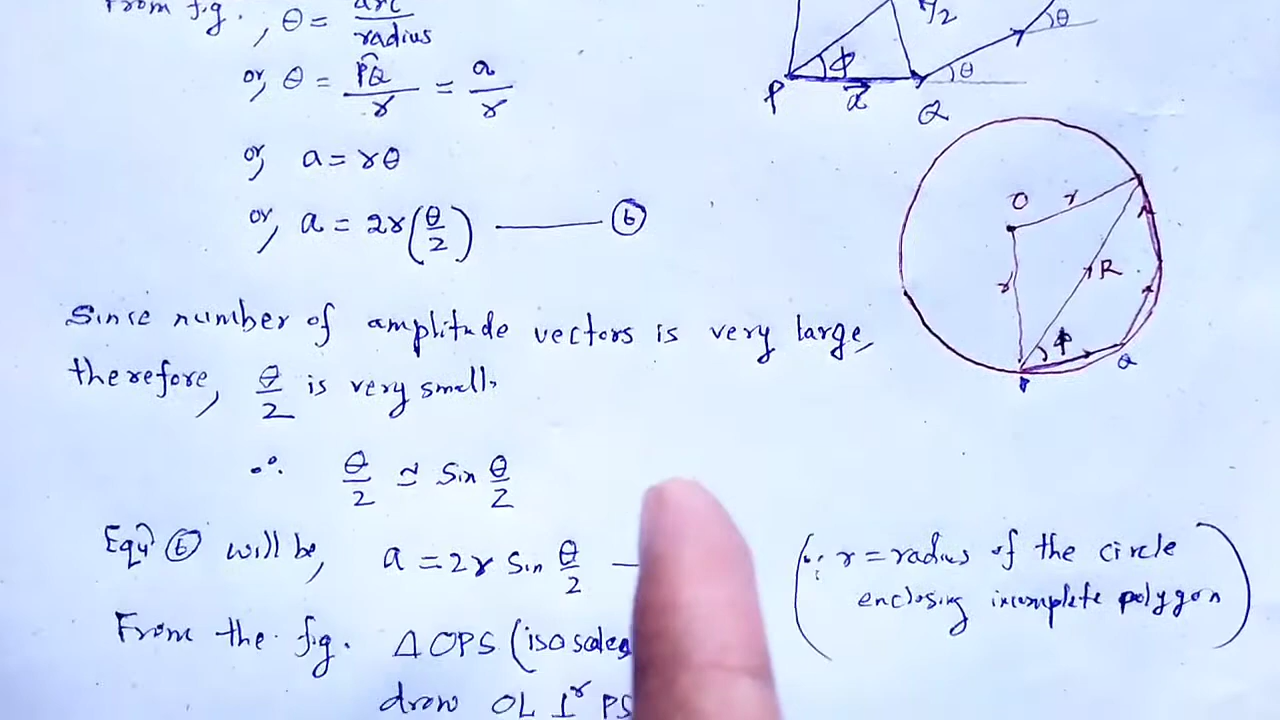 From fig., θ = arc/radius
or, θ = PQ/r = a/r
or, a = rθ
or, a = 2r(θ/2) ——— (6)
Since number of amplitude vectors is very large,
therefore, θ/2 is very small.
∴ θ/2 ≃ Sin θ/2
Eqn (6) will be, a = 2r Sin θ/2 —
(∵ r = radius of the circle
enclosing incomplete polygon)
From the fig. Δ OPS (isosceles
draw OL ⊥r PS
π/2
θ
ϕ
θ
P
a
Q
O
r
r
R
ϕ
P
Q